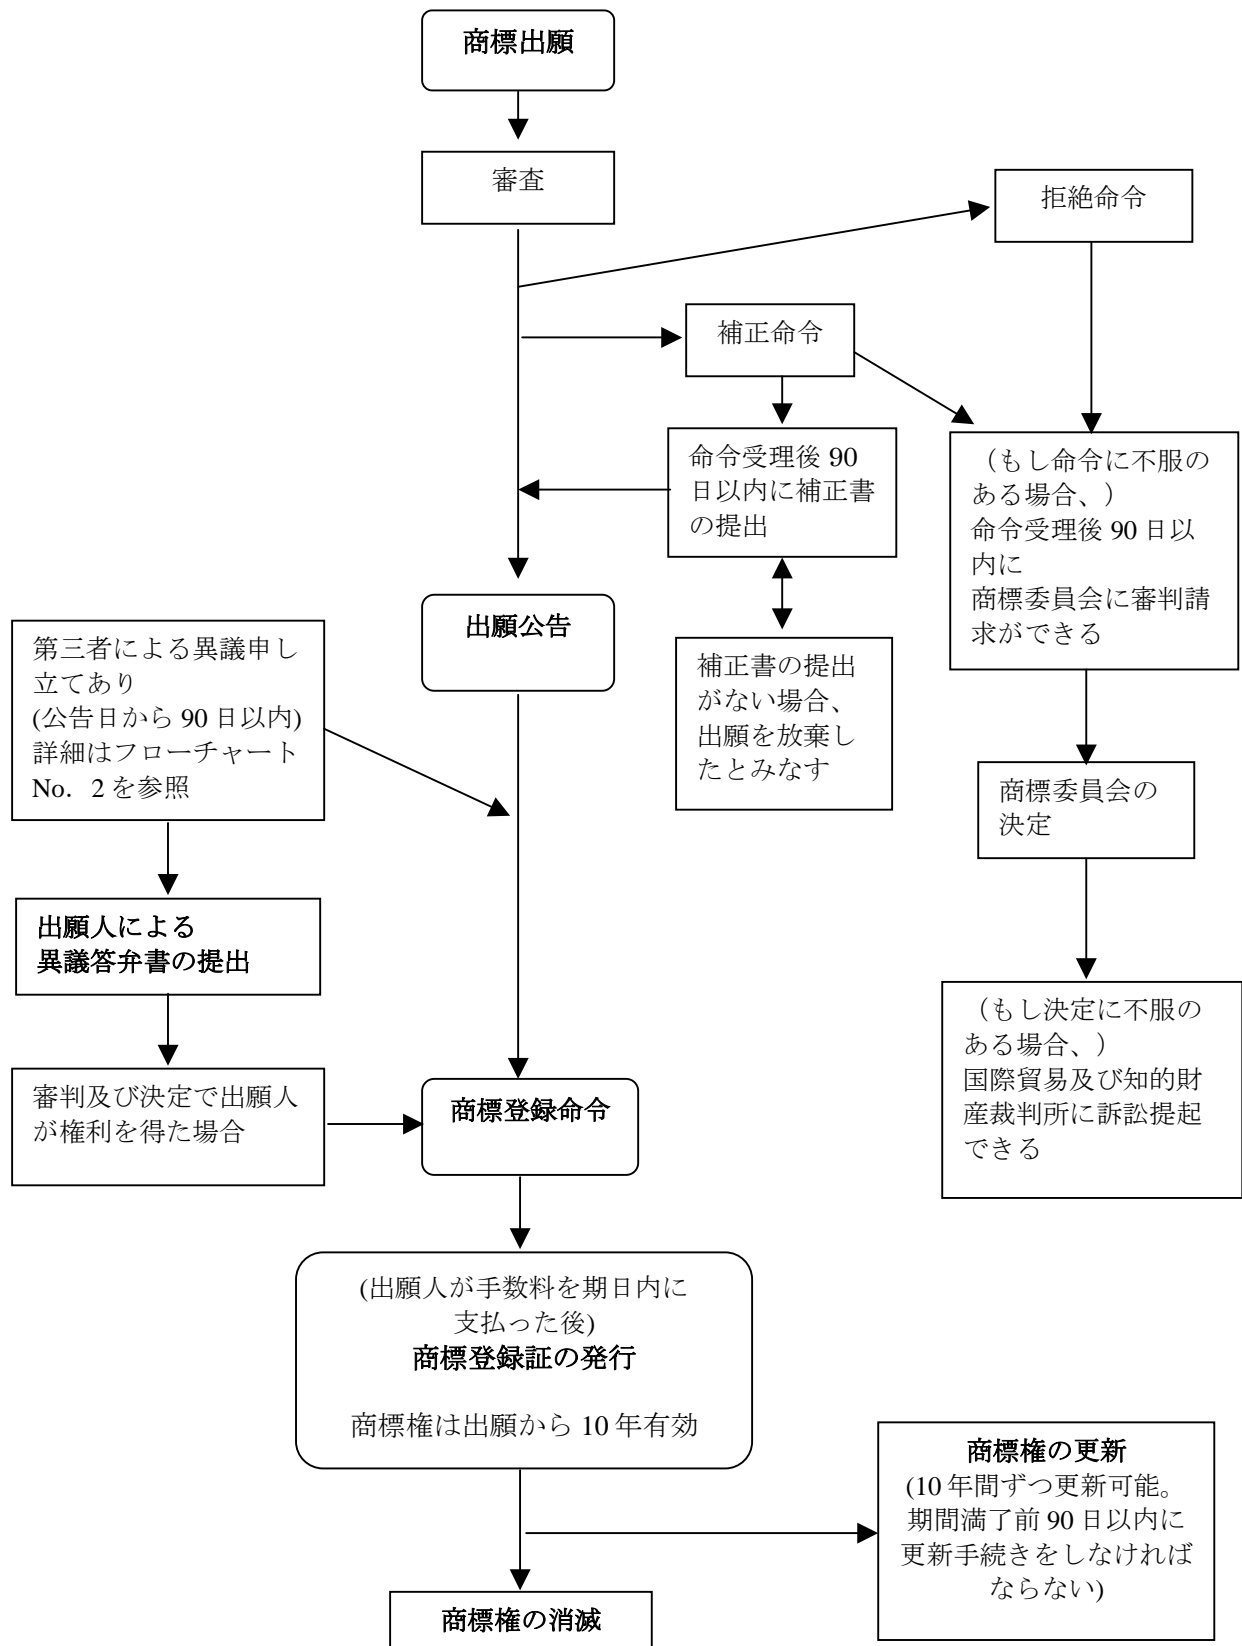 商標出願
審査
拒絶命令
補正命令
命令受理後 90
日以内に補正書
の提出
（もし命令に不服の
ある場合、）
命令受理後 90 日以
内に
商標委員会に審判請
求ができる
出願公告
第三者による異議申し
立てあり
(公告日から 90 日以内)
詳細はフローチャート
No．2 を参照
補正書の提出
がない場合、
出願を放棄し
たとみなす
商標委員会の
決定
出願人による
異議答弁書の提出
（もし決定に不服の
ある場合、）
国際貿易及び知的財
産裁判所に訴訟提起
できる
審判及び決定で出願人
が権利を得た場合
商標登録命令
(出願人が手数料を期日内に
支払った後)
商標登録証の発行
商標権は出願から 10 年有効
商標権の更新
(10 年間ずつ更新可能。
期間満了前 90 日以内に
更新手続きをしなければ
ならない)
商標権の消滅